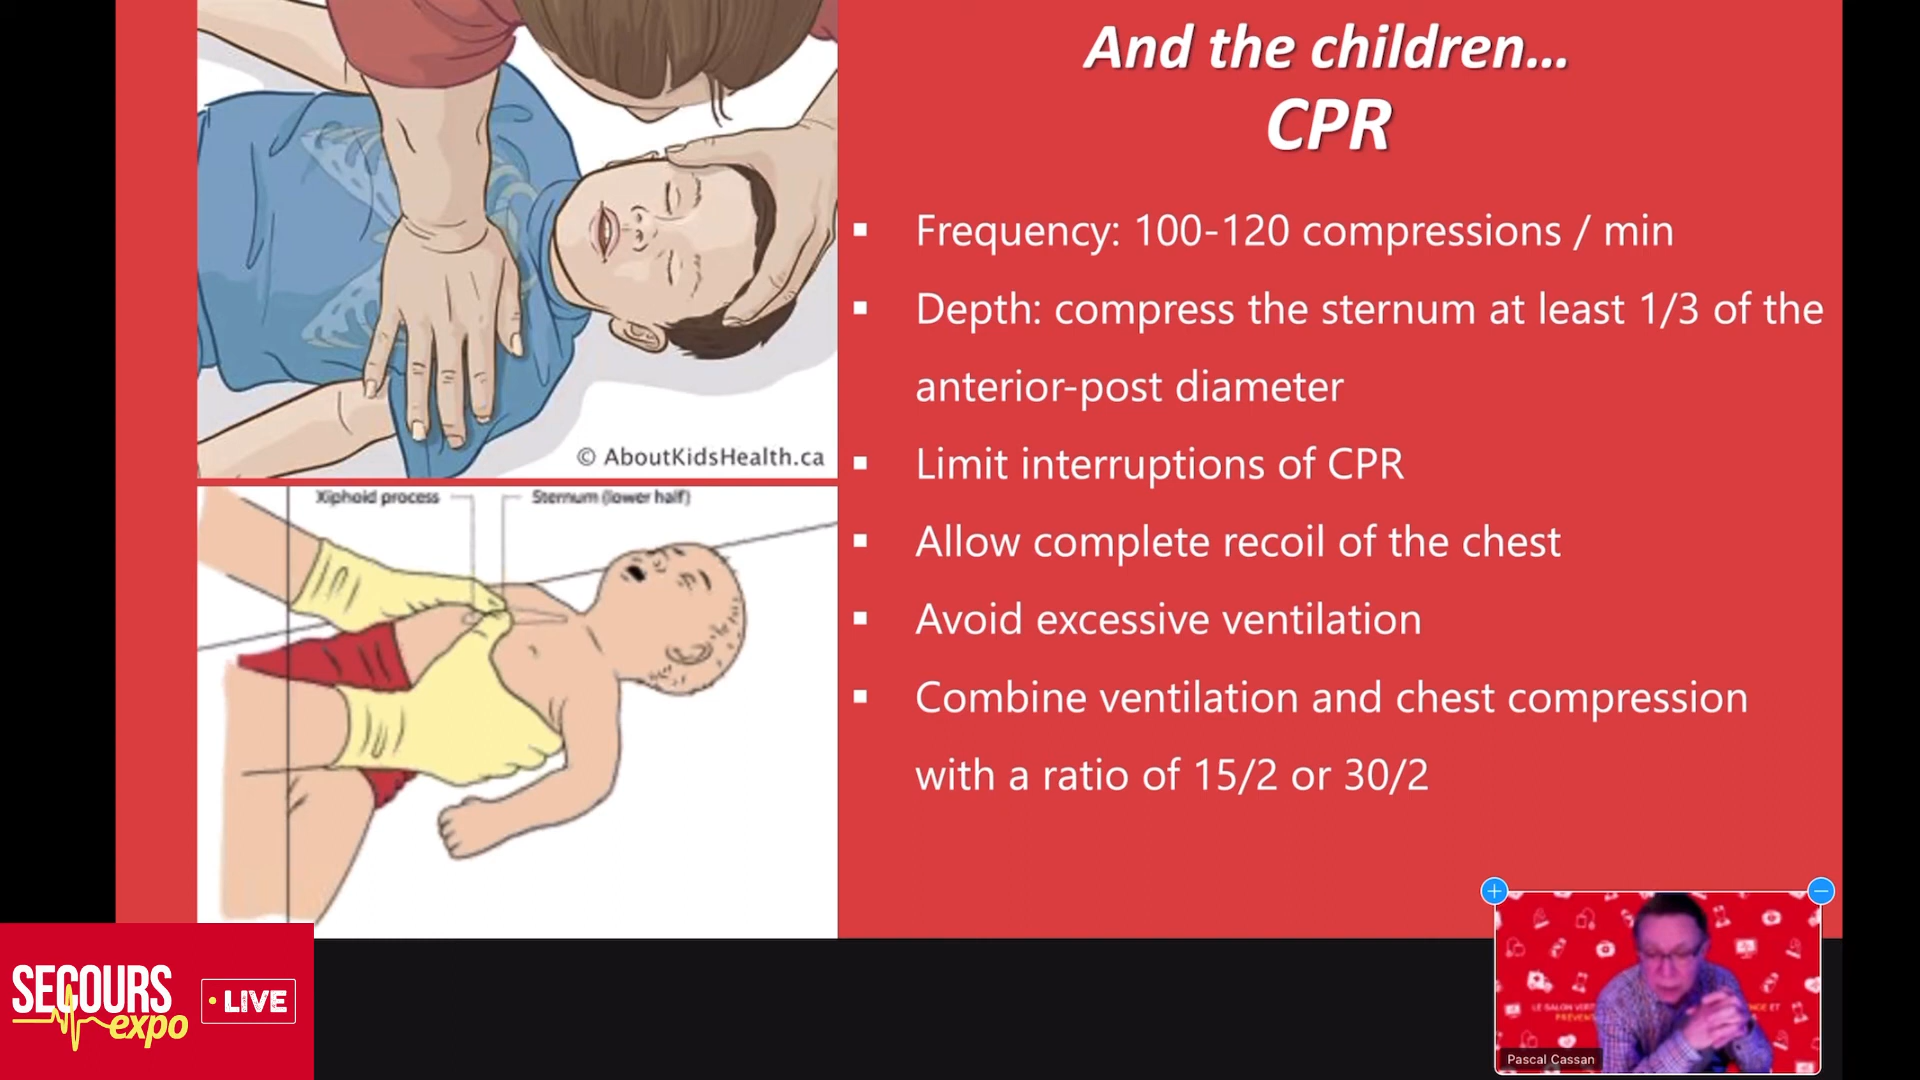 And the children...
CPR
Frequency: 100-120 compressions / min
Depth: compress the sternum at least 1/3 of the
anterior-post diameter
Limit interruptions of CPR
Allow complete recoil of the chest
Avoid excessive ventilation
Combine ventilation and chest compression
with a ratio of 15/2 or 30/2
© AboutKidsHealth.ca
Xiphoid process
Sternum (lower half)
SECOURS
expo
LIVE
LE SALON
Pascal Cassan